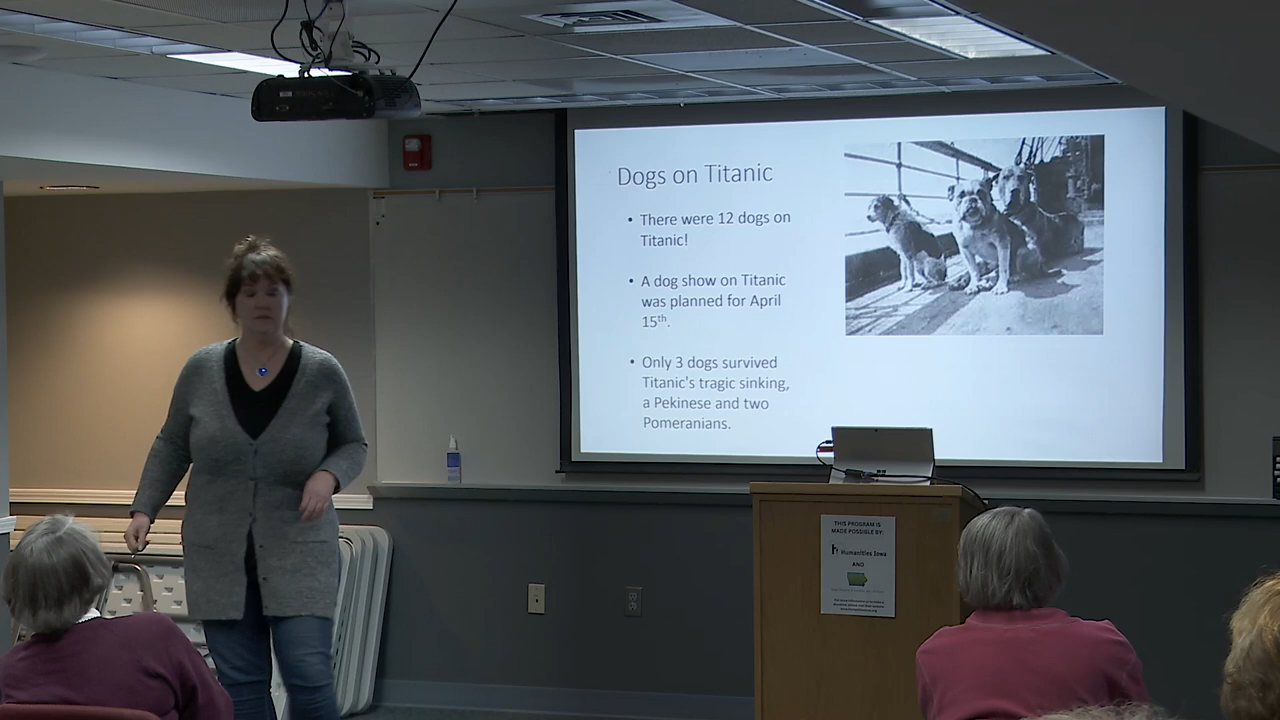 Dogs on Titanic
• There were 12 dogs on
Titanic!
• A dog show on Titanic
was planned for April
15th.
• Only 3 dogs survived
Titanic's tragic sinking,
a Pekinese and two
Pomeranians.
THIS PROGRAM IS
MADE POSSIBLE BY:
Humanities Iowa
AND